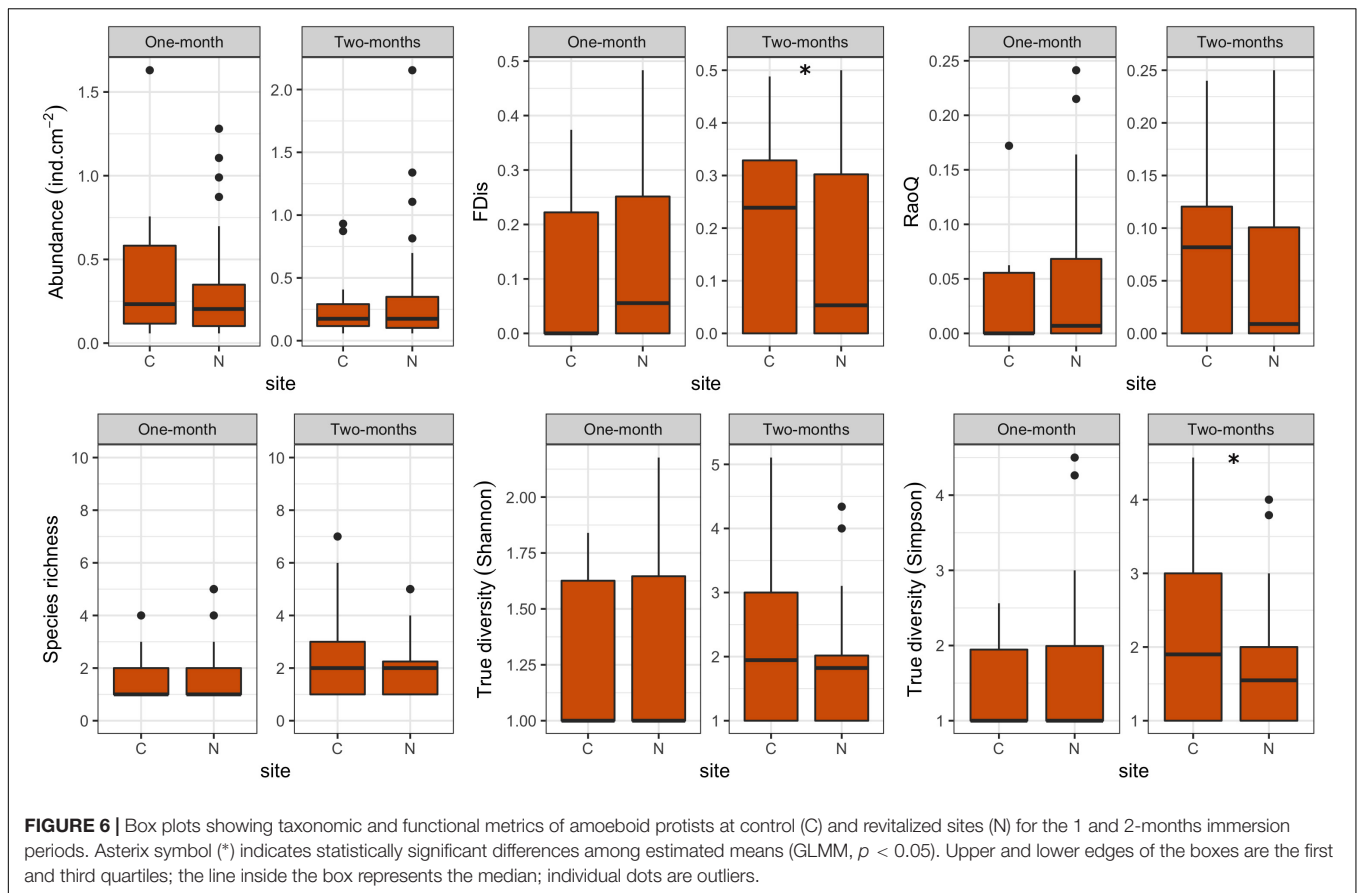 One-month
Two-months
Abundance (ind.cm−2)
1.5
1.0
0.5
0.0
2.0
1.5
1.0
0.5
0.0
C
N
C
N
site
One-month
Two-months
*
FDis
0.5
0.4
0.3
0.2
0.1
0.0
0.5
0.4
0.3
0.2
0.1
0.0
C
N
C
N
site
One-month
Two-months
RaoQ
0.25
0.20
0.15
0.10
0.05
0.00
0.25
0.20
0.15
0.10
0.05
0.00
C
N
C
N
site
One-month
Two-months
Species richness
10
8
6
4
2
0
10
8
6
4
2
0
C
N
C
N
site
One-month
Two-months
True diversity (Shannon)
2.00
1.75
1.50
1.25
1.00
5
4
3
2
1
C
N
C
N
site
One-month
Two-months
*
True diversity (Simpson)
4
3
2
1
4
3
2
1
C
N
C
N
site
FIGURE 6 | Box plots showing taxonomic and functional metrics of amoeboid protists at control (C) and revitalized sites (N) for the 1 and 2-months immersion
periods. Asterix symbol (*) indicates statistically significant differences among estimated means (GLMM, p < 0.05). Upper and lower edges of the boxes are the first
and third quartiles; the line inside the box represents the median; individual dots are outliers.